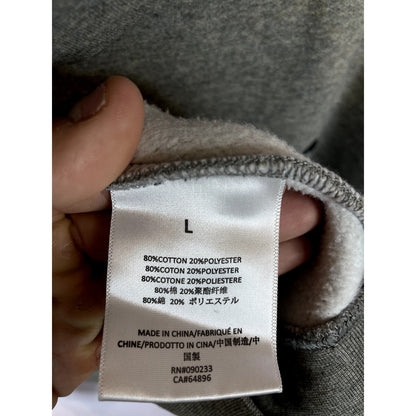 L
80%COTTON 20%POLYESTER
80%COTTON 20%POLYESTER
80%COTONE 20%POLIESTERE
80%棉 20%聚酯纤维
80%綿 20% ポリエステル
MADE IN CHINA/FABRIQUÉ EN
CHINE/PRODOTTO IN CINA/中国制造/中
国製
RN#090233
CA#64896